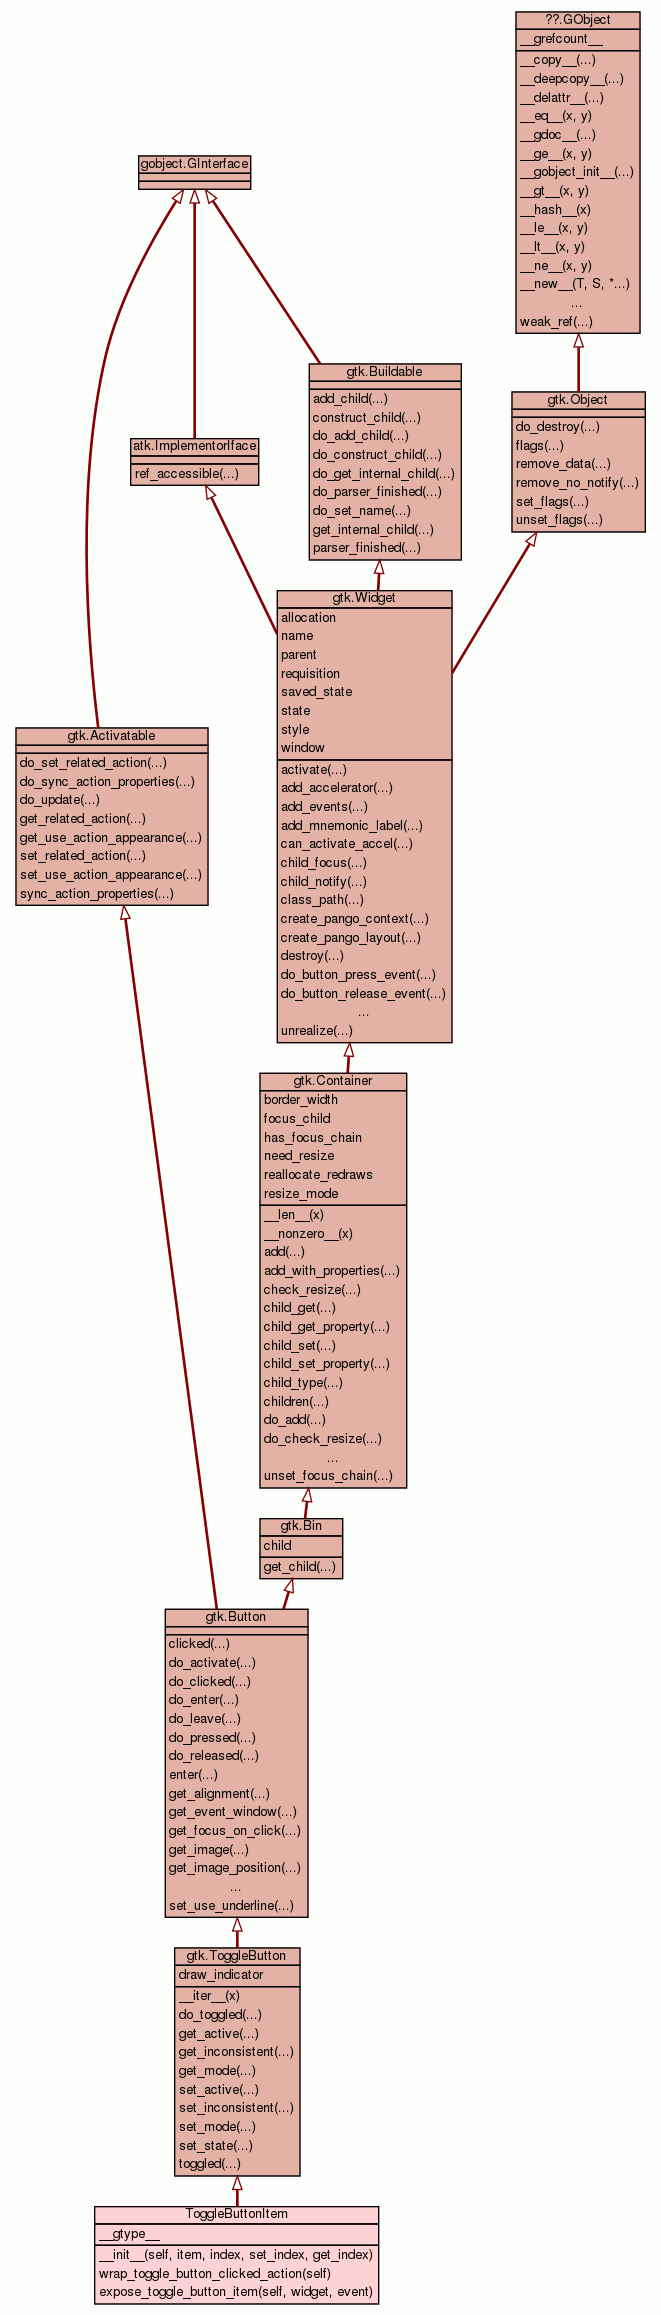 ??.GObject
__grefcount__
__copy__(...)
__deepcopy__(...)
__delattr__(...)
__eq__(x, y)
__gdoc__(...)
__ge__(x, y)
__gobject_init__(...)
__gt__(x, y)
__hash__(x)
__le__(x, y)
__lt__(x, y)
__ne__(x, y)
__new__(T, S, *...)
...
weak_ref(...)
gobject.GInterface
gtk.Buildable
add_child(...)
construct_child(...)
do_add_child(...)
do_construct_child(...)
do_get_internal_child(...)
do_parser_finished(...)
do_set_name(...)
get_internal_child(...)
parser_finished(...)
gtk.Object
do_destroy(...)
flags(...)
remove_data(...)
remove_no_notify(...)
set_flags(...)
unset_flags(...)
atk.ImplementorIface
ref_accessible(...)
gtk.Widget
allocation
name
parent
requisition
saved_state
state
style
window
activate(...)
add_accelerator(...)
add_events(...)
add_mnemonic_label(...)
can_activate_accel(...)
child_focus(...)
child_notify(...)
class_path(...)
create_pango_context(...)
create_pango_layout(...)
destroy(...)
do_button_press_event(...)
do_button_release_event(...)
...
unrealize(...)
gtk.Activatable
do_set_related_action(...)
do_sync_action_properties(...)
do_update(...)
get_related_action(...)
get_use_action_appearance(...)
set_related_action(...)
set_use_action_appearance(...)
sync_action_properties(...)
gtk.Container
border_width
focus_child
has_focus_chain
need_resize
reallocate_redraws
resize_mode
__len__(x)
__nonzero__(x)
add(...)
add_with_properties(...)
check_resize(...)
child_get(...)
child_get_property(...)
child_set(...)
child_set_property(...)
child_type(...)
children(...)
do_add(...)
do_check_resize(...)
...
unset_focus_chain(...)
gtk.Bin
child
get_child(...)
gtk.Button
clicked(...)
do_activate(...)
do_clicked(...)
do_enter(...)
do_leave(...)
do_pressed(...)
do_released(...)
enter(...)
get_alignment(...)
get_event_window(...)
get_focus_on_click(...)
get_image(...)
get_image_position(...)
...
set_use_underline(...)
gtk.ToggleButton
draw_indicator
__iter__(x)
do_toggled(...)
get_active(...)
get_inconsistent(...)
get_mode(...)
set_active(...)
set_inconsistent(...)
set_mode(...)
set_state(...)
toggled(...)
ToggleButtonItem
__gtype__
__init__(self, item, index, set_index, get_index)
wrap_toggle_button_clicked_action(self)
expose_toggle_button_item(self, widget, event)